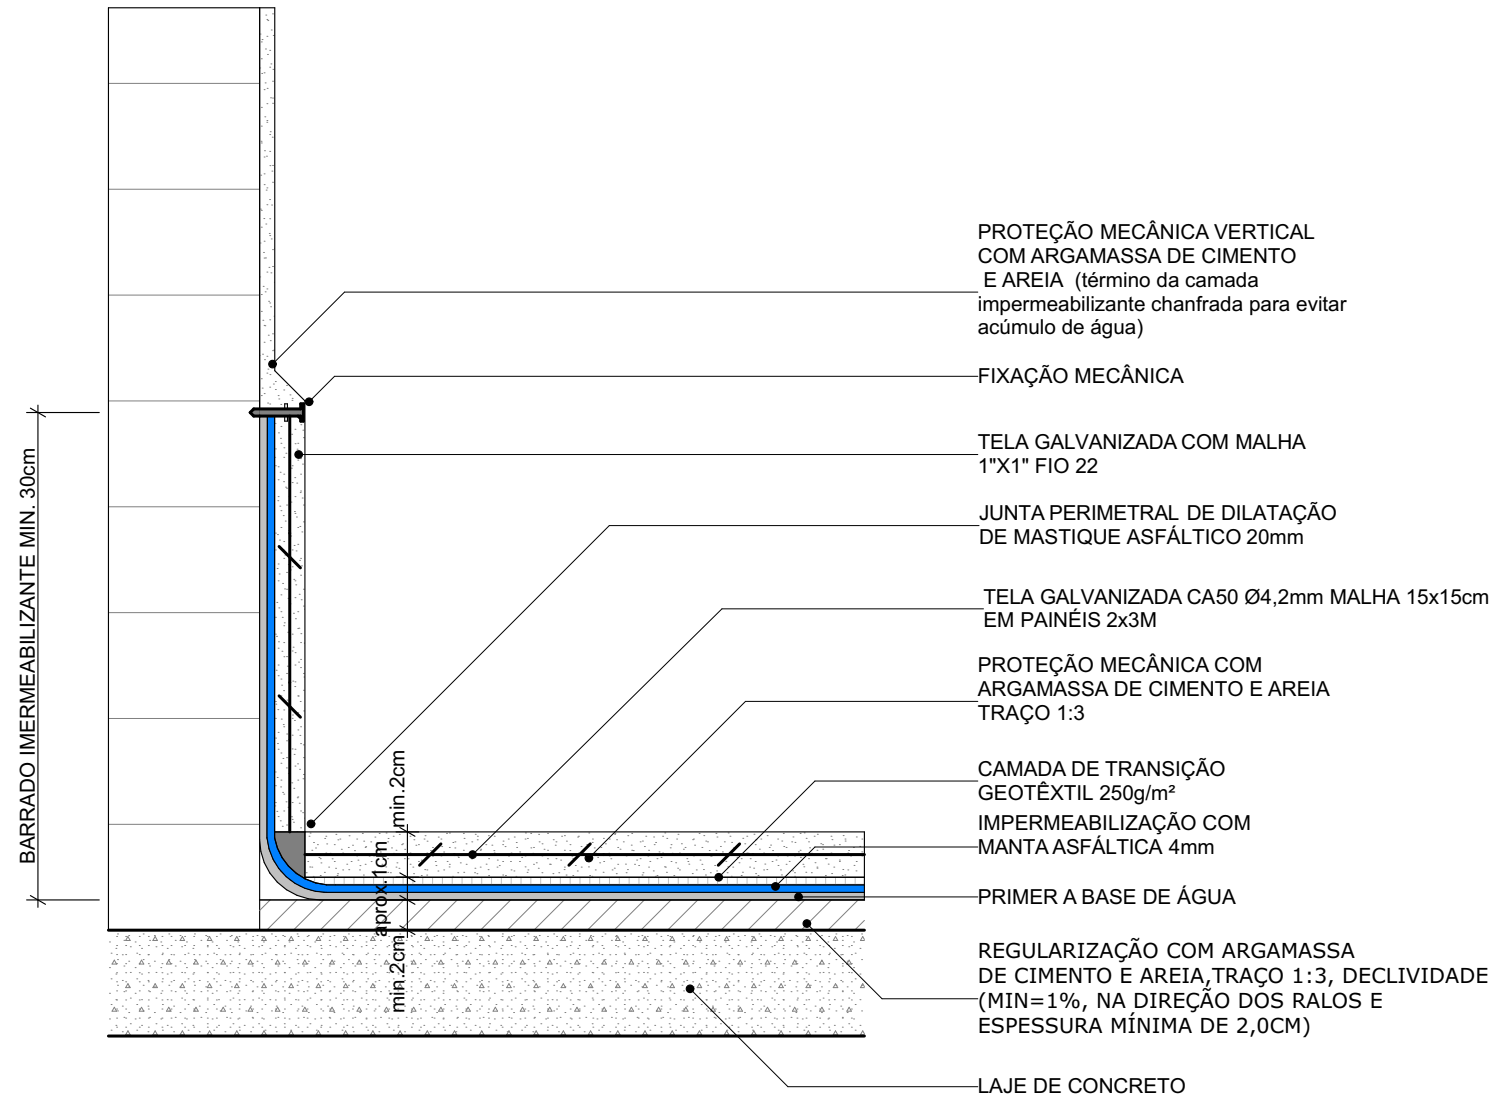 PROTEÇÃO MECÂNICA VERTICAL
COM ARGAMASSA DE CIMENTO
E AREIA (término da camada
impermeabilizante chanfrada para evitar
acúmulo de água)
FIXAÇÃO MECÂNICA
TELA GALVANIZADA COM MALHA
1"X1" FIO 22
JUNTA PERIMETRAL DE DILATAÇÃO
DE MASTIQUE ASFÁLTICO 20mm
TELA GALVANIZADA CA50 Ø4,2mm MALHA 15x15cm
EM PAINÉIS 2x3M
PROTEÇÃO MECÂNICA COM
ARGAMASSA DE CIMENTO E AREIA
TRAÇO 1:3
CAMADA DE TRANSIÇÃO
GEOTÊXTIL 250g/m²
IMPERMEABILIZAÇÃO COM
MANTA ASFÁLTICA 4mm
PRIMER A BASE DE ÁGUA
REGULARIZAÇÃO COM ARGAMASSA
DE CIMENTO E AREIA,TRAÇO 1:3, DECLIVIDADE
(MIN=1%, NA DIREÇÃO DOS RALOS E
ESPESSURA MÍNIMA DE 2,0CM)
LAJE DE CONCRETO
BARRADO IMERMEABILIZANTE MIN. 30cm
min.2cm
aprox.1cm
min.2cm